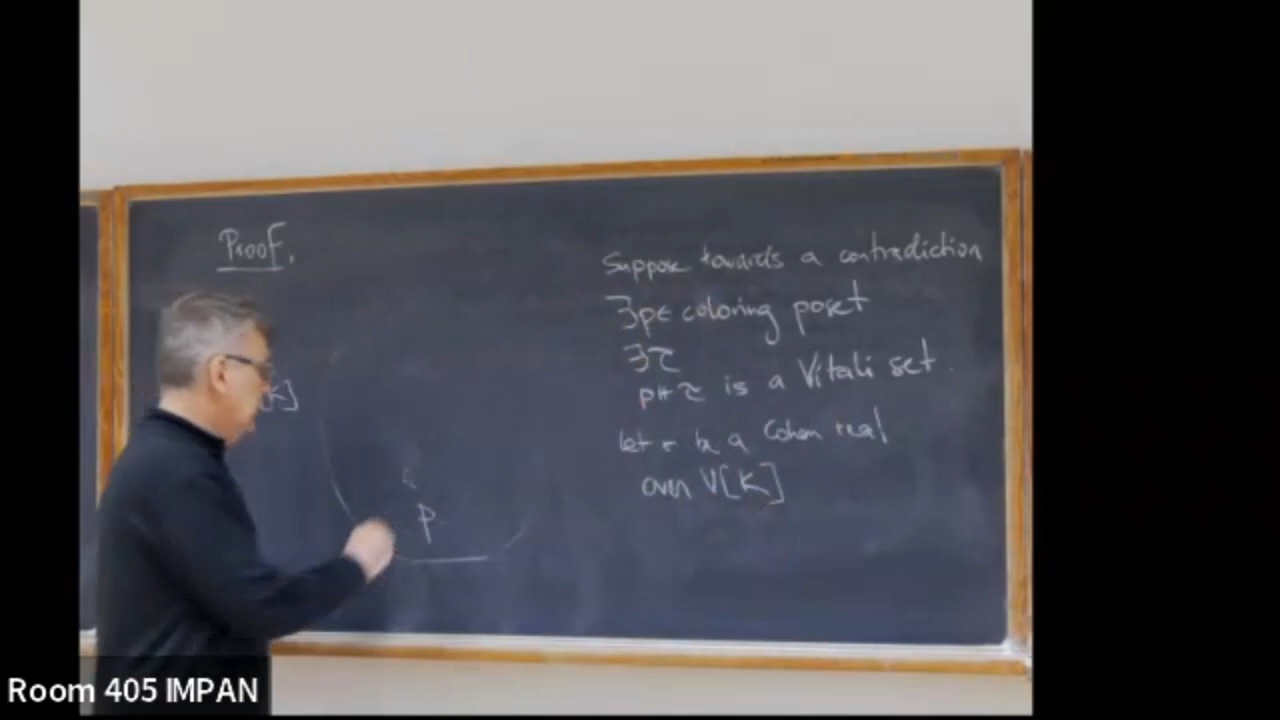 Proof.
Suppose towards a contradiction
∃p∈ coloring poset
∃τ
p⊩τ is a Vitali set.
let r be a Cohen real
over V[K]
[K]
p
Room 405 IMPAN